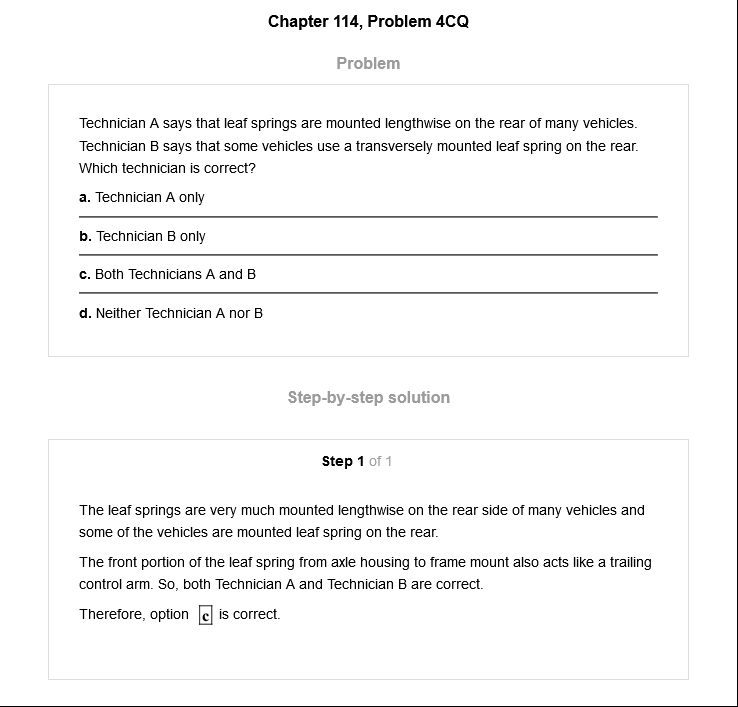 Chapter 114, Problem 4CQ
Problem
Technician A says that leaf springs are mounted lengthwise on the rear of many vehicles.
Technician B says that some vehicles use a transversely mounted leaf spring on the rear.
Which technician is correct?
a. Technician A only
b. Technician B only
c. Both Technicians A and B
d. Neither Technician A nor B
Step-by-step solution
Step 1 of 1
The leaf springs are very much mounted lengthwise on the rear side of many vehicles and
some of the vehicles are mounted leaf spring on the rear.
The front portion of the leaf spring from axle housing to frame mount also acts like a trailing
control arm. So, both Technician A and Technician B are correct.
Therefore, option c is correct.